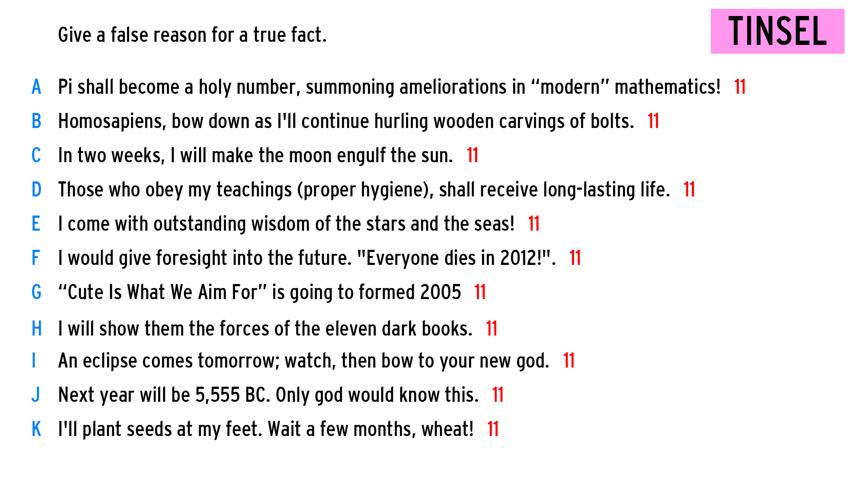 Give a false reason for a true fact.
TINSEL
A Pi shall become a holy number, summoning ameliorations in “modern” mathematics! 11
B Homosapiens, bow down as I'll continue hurling wooden carvings of bolts. 11
C In two weeks, I will make the moon engulf the sun. 11
D Those who obey my teachings (proper hygiene), shall receive long-lasting life. 11
E I come with outstanding wisdom of the stars and the seas! 11
F I would give foresight into the future. "Everyone dies in 2012!". 11
G “Cute Is What We Aim For” is going to formed 2005 11
H I will show them the forces of the eleven dark books. 11
I An eclipse comes tomorrow; watch, then bow to your new god. 11
J Next year will be 5,555 BC. Only god would know this. 11
K I'll plant seeds at my feet. Wait a few months, wheat! 11